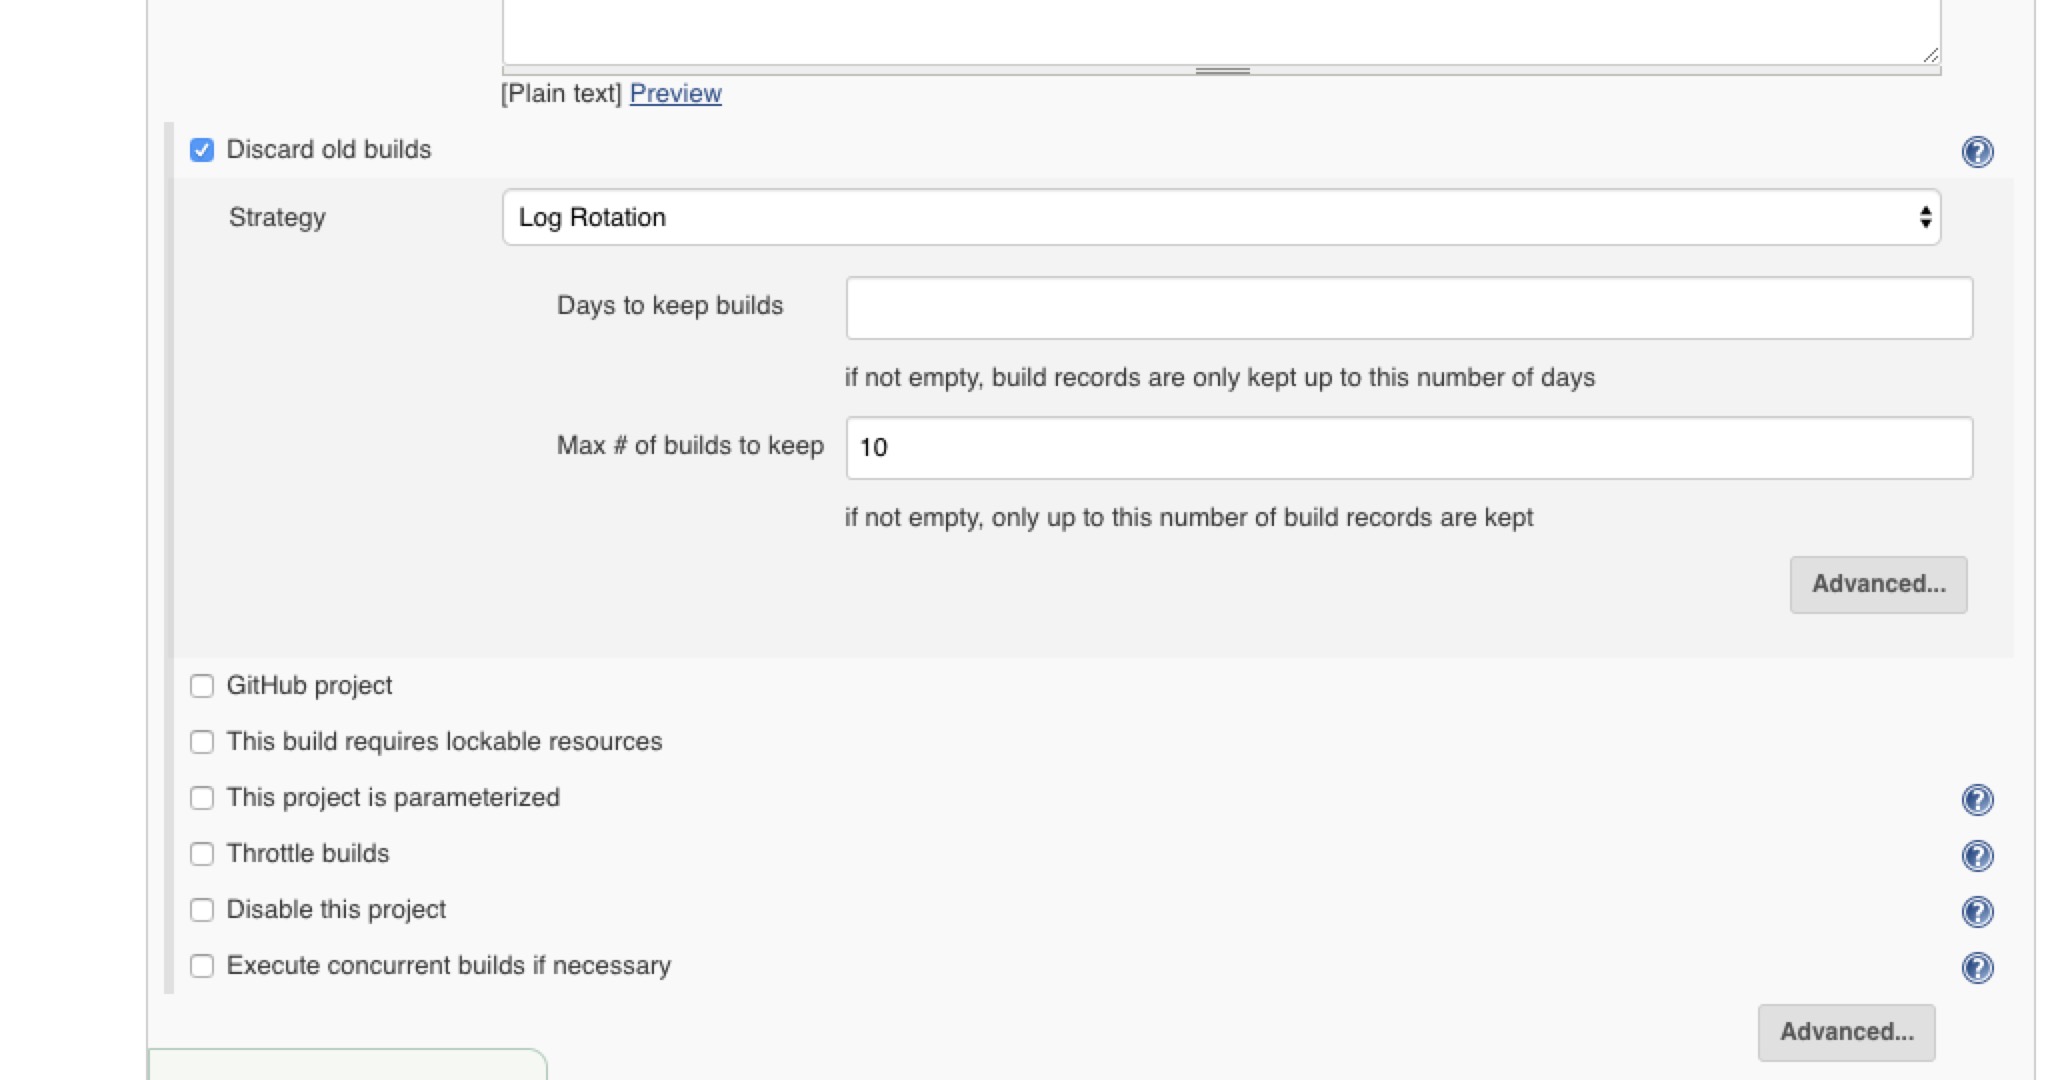 [Plain text] Preview
Discard old builds
Strategy
Log Rotation
Days to keep builds
if not empty, build records are only kept up to this number of days
Max # of builds to keep
10
if not empty, only up to this number of build records are kept
Advanced...
GitHub project
This build requires lockable resources
This project is parameterized
Throttle builds
Disable this project
Execute concurrent builds if necessary
Advanced...